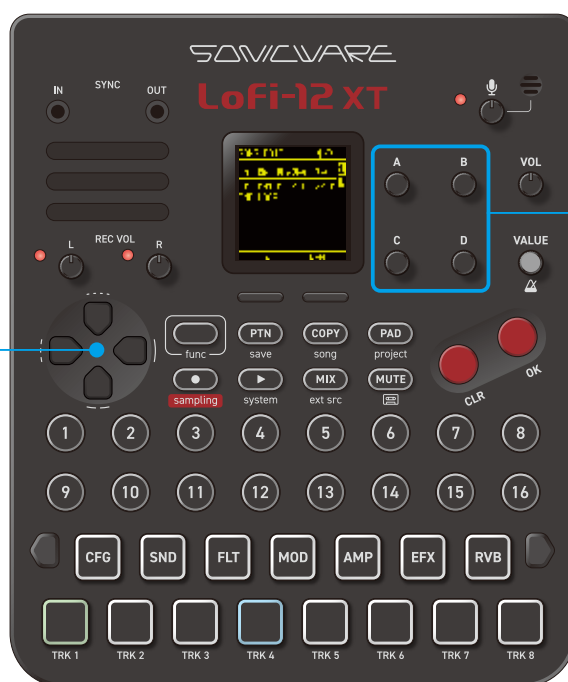 SONICWARE
LoFi-12 XT
IN SYNC OUT
A B VOL
L REC VOL R
C D VALUE
PTN COPY PAD
func save song project
MIX MUTE
OK
CLR
sampling system ext src
1 2 3 4 5 6 7 8
9 10 11 12 13 14 15 16
CFG SND FLT MOD AMP EFX RVB
TRK 1 TRK 2 TRK 3 TRK 4 TRK 5 TRK 6 TRK 7 TRK 8